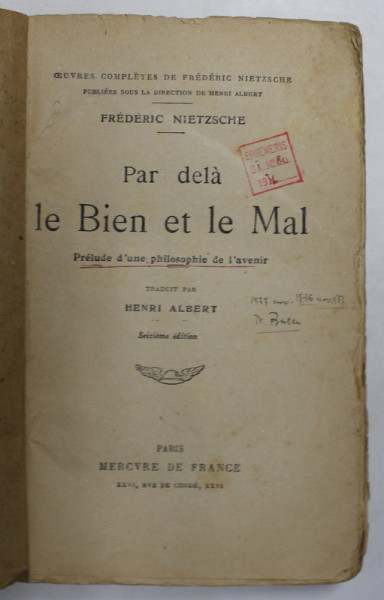 ŒUVRES COMPLÈTES DE FRÉDÉRIC NIETZSCHE
PUBLIÉES SOUS LA DIRECTION DE HENRI ALBERT
FRÉDÉRIC NIETZSCHE
EPHEMERIS
Par delà
le Bien et le Mal
Prélude d'une philosophie de l'avenir
TRADUIT PAR
HENRI ALBERT
Seizième édition
PARIS
MERCVRE DE FRANCE
XXVI, RVE DE CONDÉ, XXVI